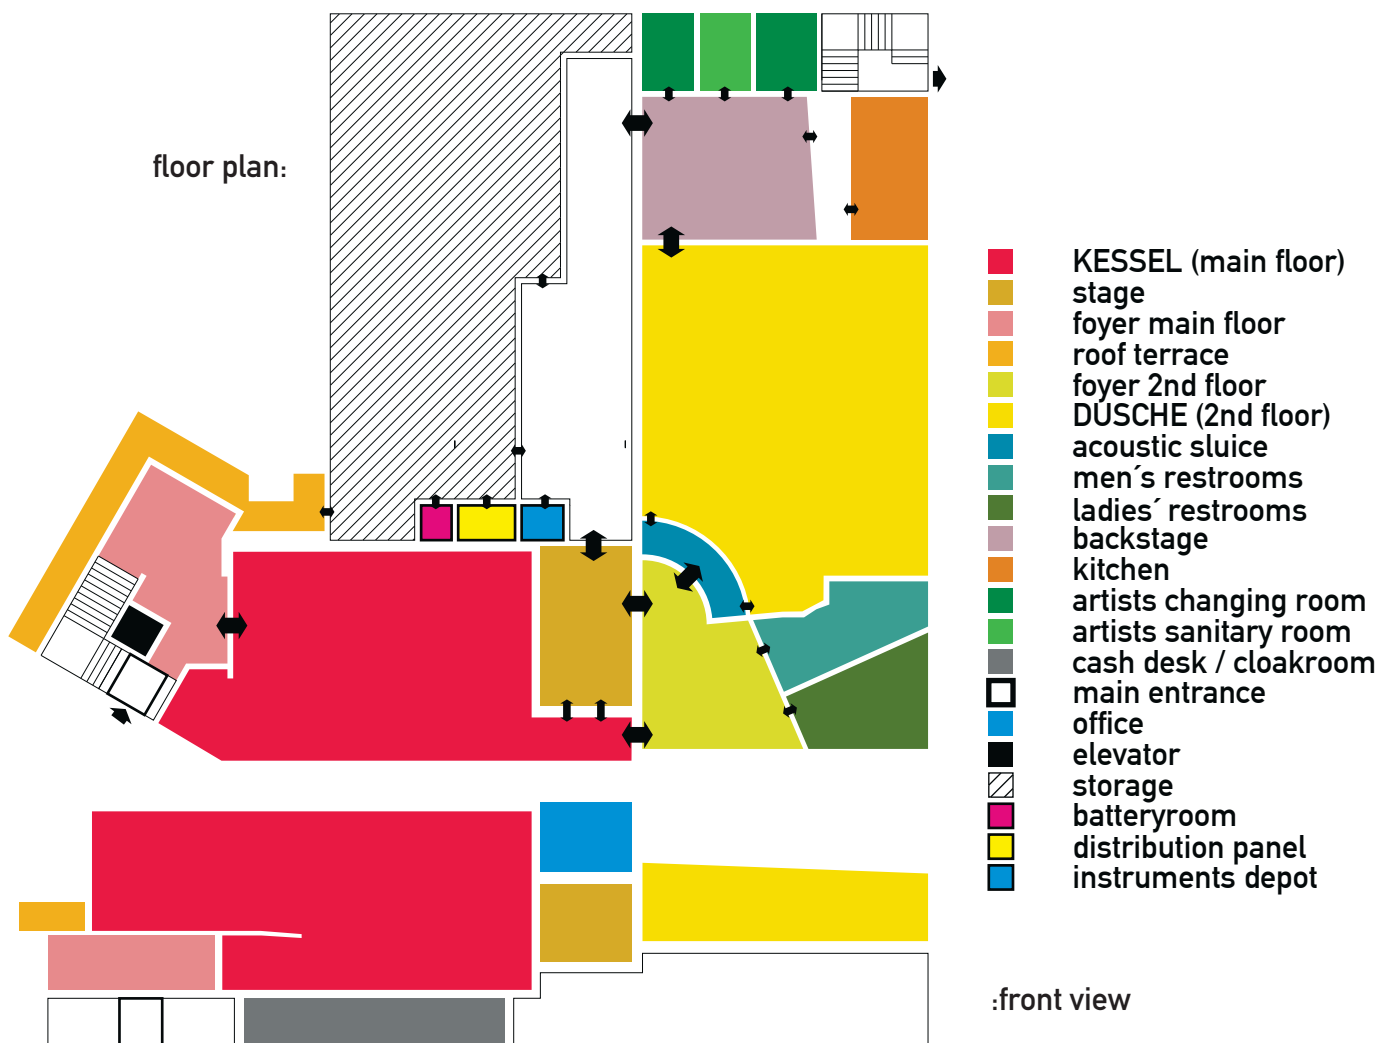 floor plan:
KESSEL (main floor)
stage
foyer main floor
roof terrace
foyer 2nd floor
DUSCHE (2nd floor)
acoustic sluice
men´s restrooms
ladies´ restrooms
backstage
kitchen
artists changing room
artists sanitary room
cash desk / cloakroom
main entrance
office
elevator
storage
batteryroom
distribution panel
instruments depot
:front view